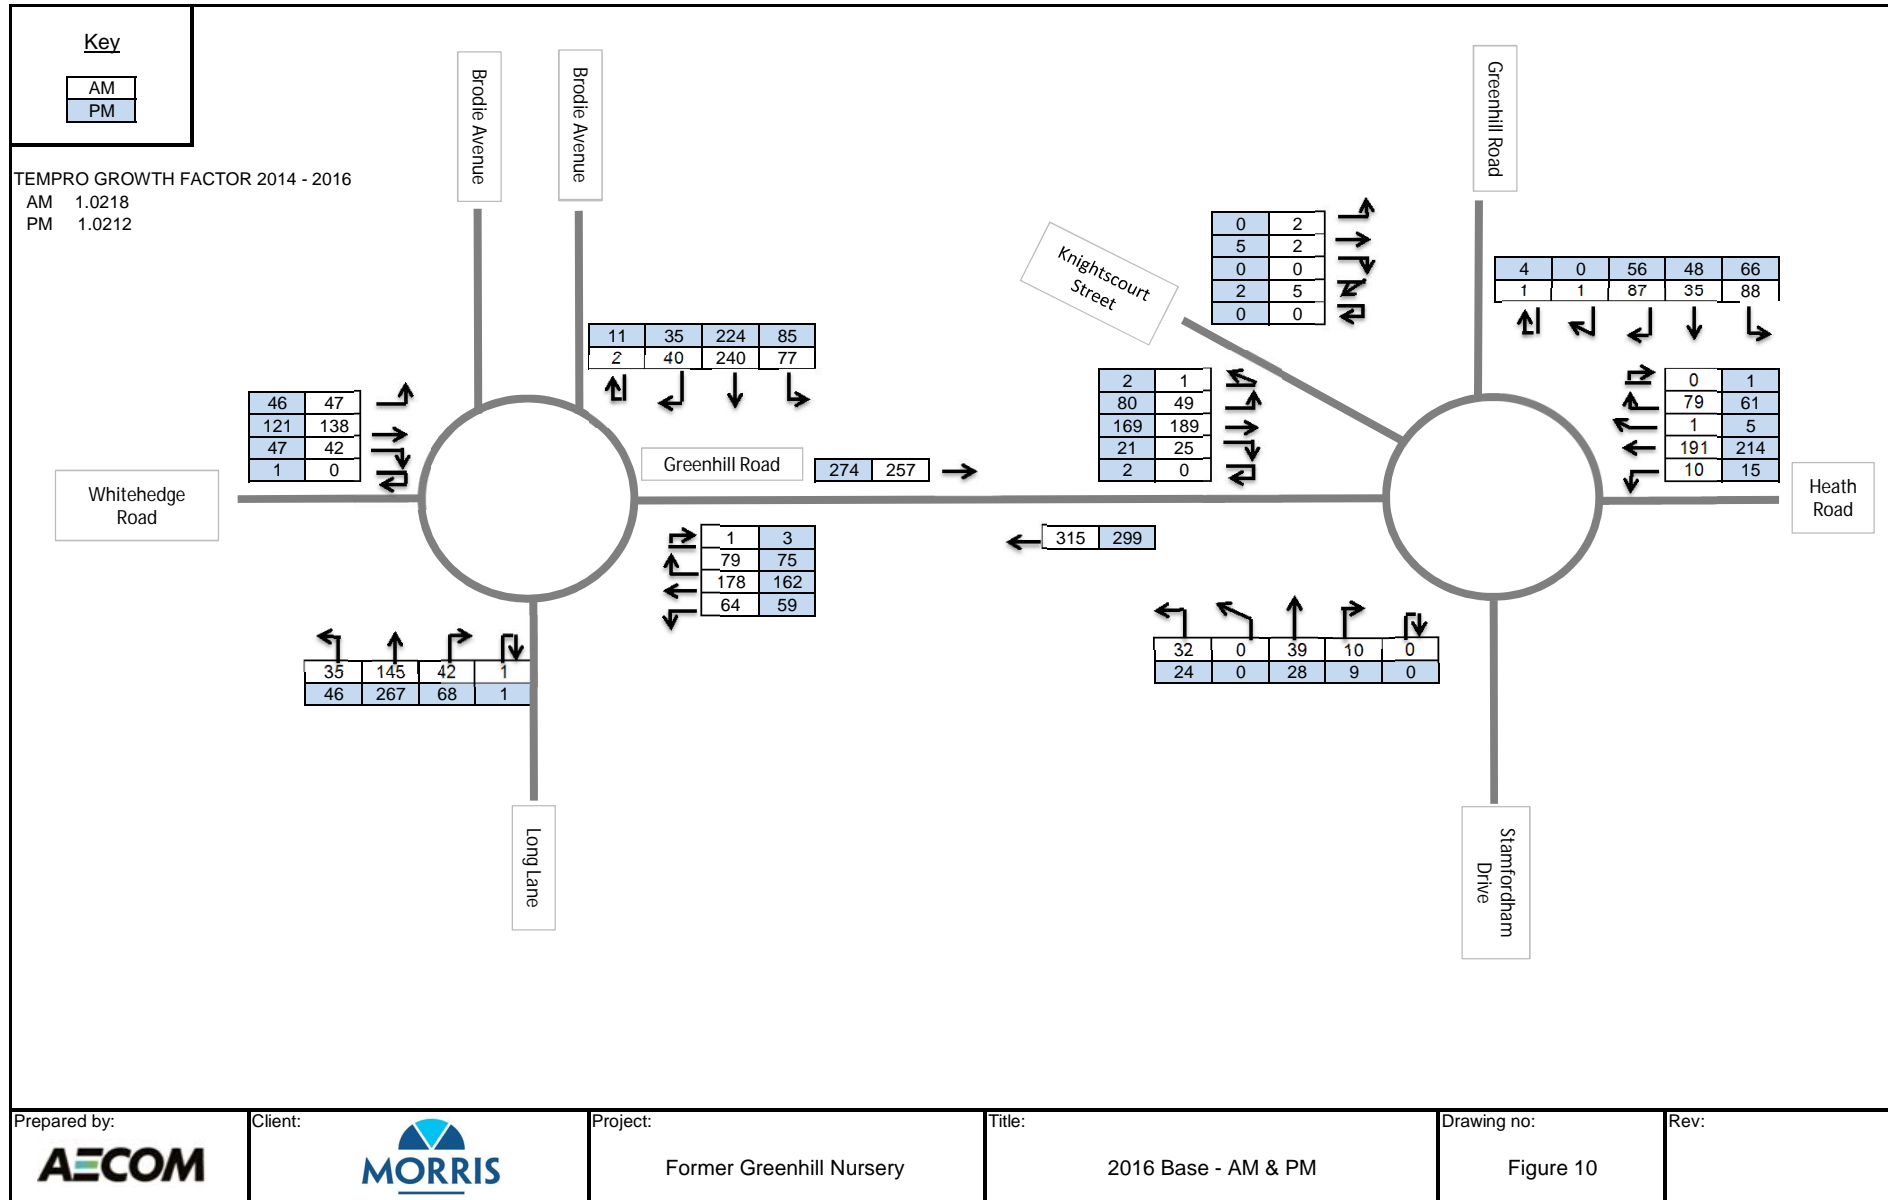 Key
AM
PM
TEMPRO GROWTH FACTOR 2014 - 2016
AM 1.0218
PM 1.0212
Brodie Avenue
Brodie Avenue
Greenhill Road
Knightscourt
Street
0 2
5 2
0 0
2 5
0 0
4 0 56 48 66
1 1 87 35 88
11 35 224 85
2 40 240 77
46 47
121 138
47 42
1 0
2 1
80 49
169 189
21 25
2 0
0 1
79 61
1 5
191 214
10 15
Greenhill Road
274 257
Whitehedge
Road
Heath
Road
1 3
79 75
178 162
64 59
315 299
35 145 42 1
46 267 68 1
32 0 39 10 0
24 0 28 9 0
Long Lane
Stamfordham
Drive
Prepared by:
AECOM
Client:
MORRIS
Project:
Former Greenhill Nursery
Title:
2016 Base - AM & PM
Drawing no:
Figure 10
Rev: